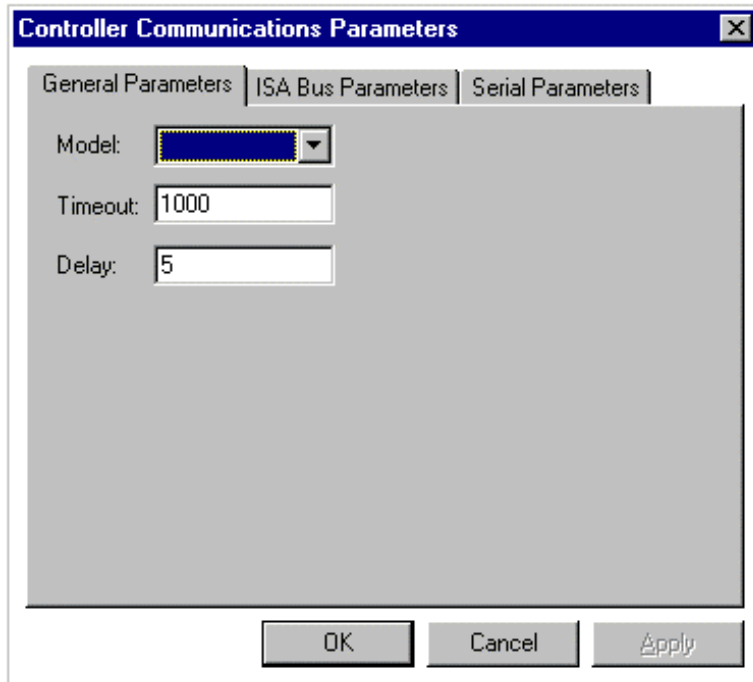 Controller Communications Parameters
General Parameters ISA Bus Parameters Serial Parameters
Model:
Timeout: 1000
Delay: 5
OK Cancel Apply